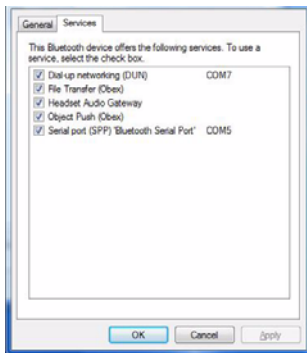 General Services
This Bluetooth device offers the following services. To use a
service, select the check box.
Dial-up networking (DUN) COM7
File Transfer (Obex)
Headset Audio Gateway
Object Push (Obex)
Serial port (SPP) 'Bluetooth Serial Port' COM5
OK Cancel Apply